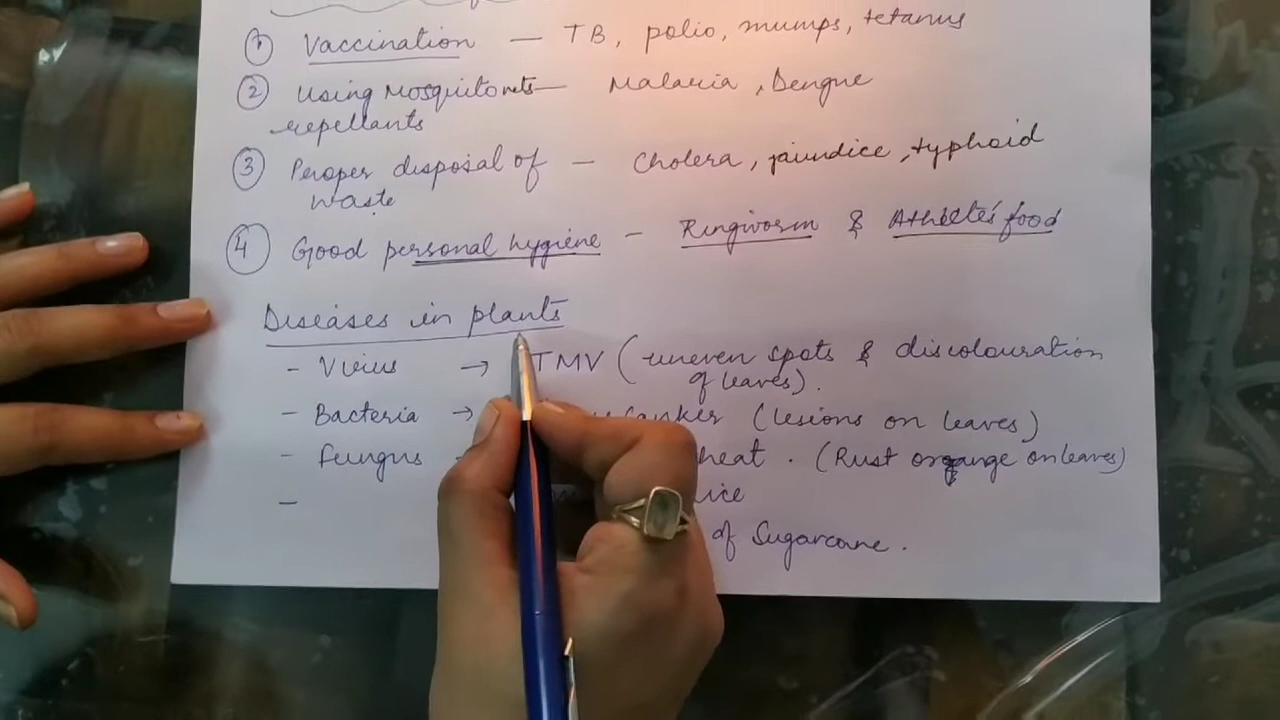 ① Vaccination — TB, polio, mumps, tetanus
② Using Mosquito nets — Malaria, Dengue
repellants
③ Proper disposal of — Cholera, jaundice, typhoid
waste
④ Good personal hygiene — Ringworm & Athlete's food
Diseases in plants
- Virus → TMV (uneven spots & discolouration
of leaves).
- Bacteria → canker (lesions on leaves)
- Fungus heat. (Rust orange on leaves)
-
of Sugarcane.